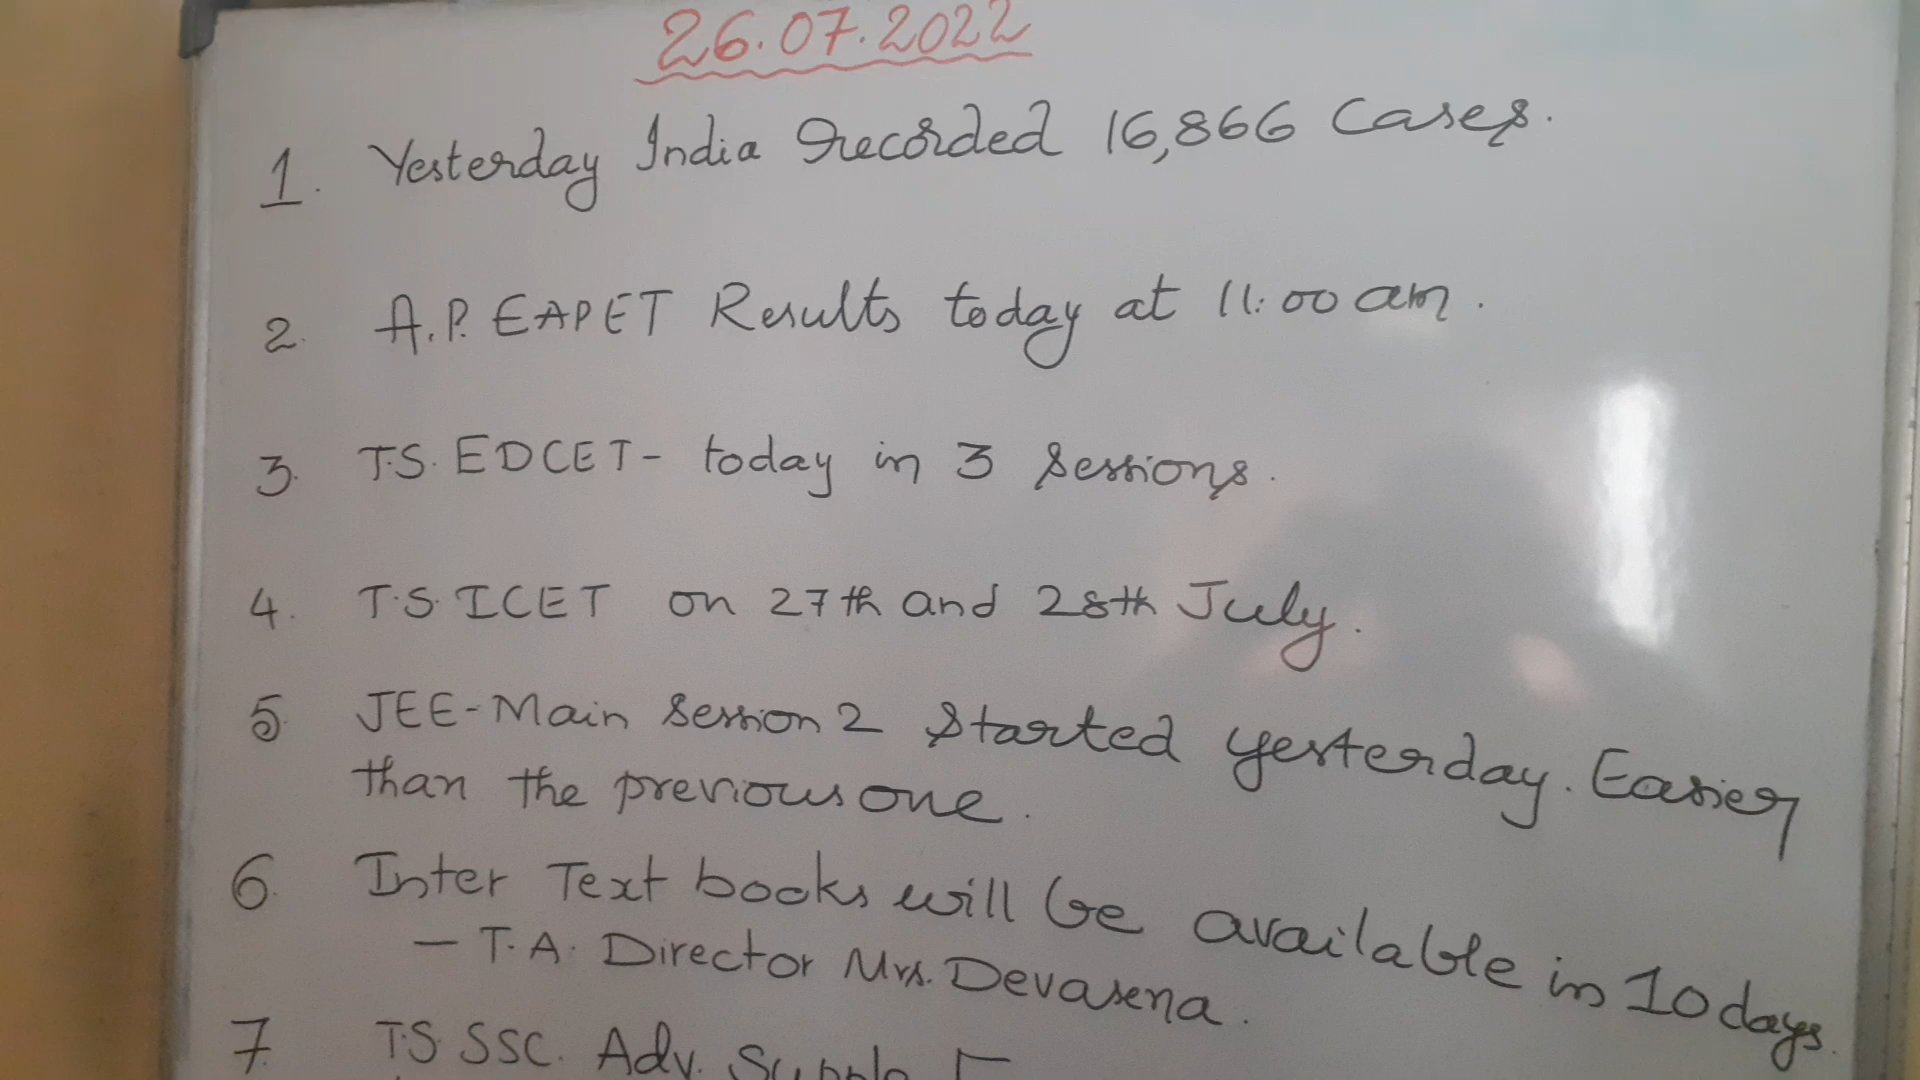 26.07.2022
1. Yesterday India recorded 16,866 Cases.
2. A.P. EAPET Results today at 11:00 am.
3. T.S. EDCET- today in 3 Sessions.
4. T.S. ICET on 27th and 28th July.
5. JEE-Main Session 2 Started yesterday. Easier
than the previous one.
6. Inter Text books will be available in 10 days.
- T.A. Director Mrs. Devasena.
7. T.S. SSC. Adv.